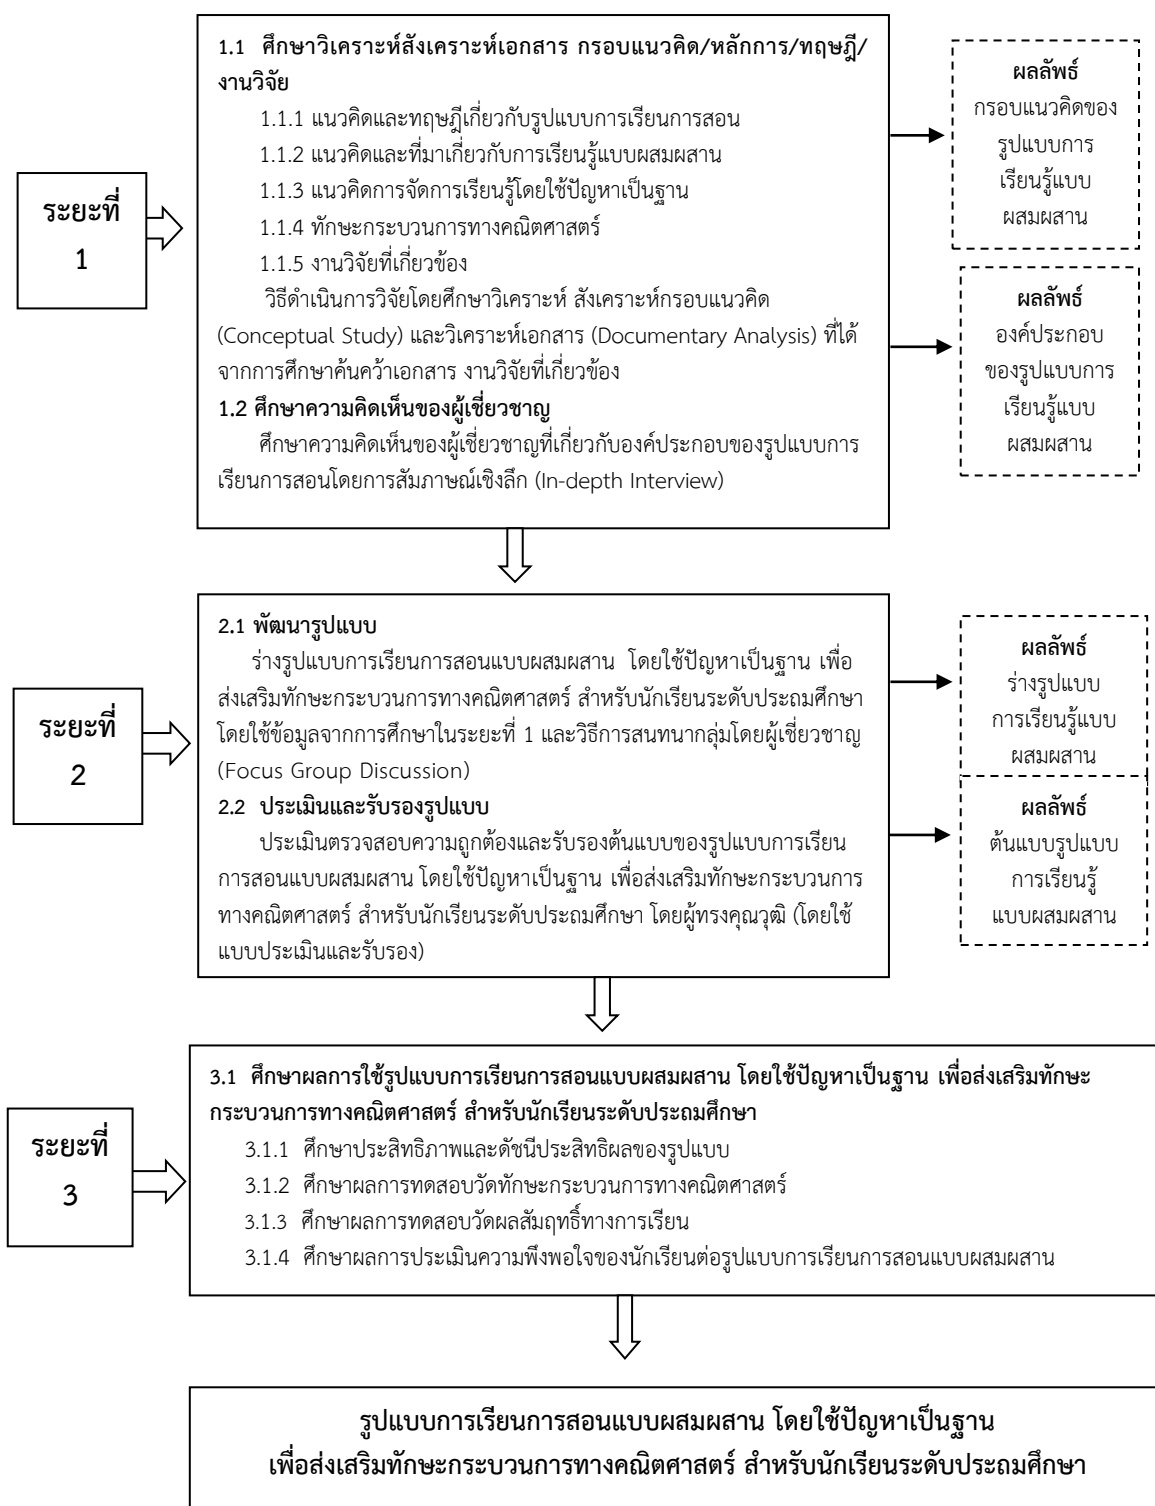 ระยะที่
1
1.1 ศึกษาวิเคราะห์สังเคราะห์เอกสาร กรอบแนวคิด/หลักการ/ทฤษฎี/
งานวิจัย
1.1.1 แนวคิดและทฤษฎีเกี่ยวกับรูปแบบการเรียนการสอน
1.1.2 แนวคิดและที่มาเกี่ยวกับการเรียนรู้แบบผสมผสาน
1.1.3 แนวคิดการจัดการเรียนรู้โดยใช้ปัญหาเป็นฐาน
1.1.4 ทักษะกระบวนการทางคณิตศาสตร์
1.1.5 งานวิจัยที่เกี่ยวข้อง
วิธีดำเนินการวิจัยโดยศึกษาวิเคราะห์ สังเคราะห์กรอบแนวคิด
(Conceptual Study) และวิเคราะห์เอกสาร (Documentary Analysis) ที่ได้
จากการศึกษาค้นคว้าเอกสาร งานวิจัยที่เกี่ยวข้อง
1.2 ศึกษาความคิดเห็นของผู้เชี่ยวชาญ
ศึกษาความคิดเห็นของผู้เชี่ยวชาญที่เกี่ยวกับองค์ประกอบของรูปแบบการ
เรียนการสอนโดยการสัมภาษณ์เชิงลึก (In-depth Interview)
ผลลัพธ์
กรอบแนวคิดของ
รูปแบบการ
เรียนรู้แบบ
ผสมผสาน
ผลลัพธ์
องค์ประกอบ
ของรูปแบบการ
เรียนรู้แบบ
ผสมผสาน
ระยะที่
2
2.1 พัฒนารูปแบบ
ร่างรูปแบบการเรียนการสอนแบบผสมผสาน โดยใช้ปัญหาเป็นฐาน เพื่อ
ส่งเสริมทักษะกระบวนการทางคณิตศาสตร์ สำหรับนักเรียนระดับประถมศึกษา
โดยใช้ข้อมูลจากการศึกษาในระยะที่ 1 และวิธีการสนทนากลุ่มโดยผู้เชี่ยวชาญ
(Focus Group Discussion)
2.2 ประเมินและรับรองรูปแบบ
ประเมินตรวจสอบความถูกต้องและรับรองต้นแบบของรูปแบบการเรียน
การสอนแบบผสมผสาน โดยใช้ปัญหาเป็นฐาน เพื่อส่งเสริมทักษะกระบวนการ
ทางคณิตศาสตร์ สำหรับนักเรียนระดับประถมศึกษา โดยผู้ทรงคุณวุฒิ (โดยใช้
แบบประเมินและรับรอง)
ผลลัพธ์
ร่างรูปแบบ
การเรียนรู้แบบ
ผสมผสาน
ผลลัพธ์
ต้นแบบรูปแบบ
การเรียนรู้
แบบผสมผสาน
ระยะที่
3
3.1 ศึกษาผลการใช้รูปแบบการเรียนการสอนแบบผสมผสาน โดยใช้ปัญหาเป็นฐาน เพื่อส่งเสริมทักษะ
กระบวนการทางคณิตศาสตร์ สำหรับนักเรียนระดับประถมศึกษา
3.1.1 ศึกษาประสิทธิภาพและดัชนีประสิทธิผลของรูปแบบ
3.1.2 ศึกษาผลการทดสอบวัดทักษะกระบวนการทางคณิตศาสตร์
3.1.3 ศึกษาผลการทดสอบวัดผลสัมฤทธิ์ทางการเรียน
3.1.4 ศึกษาผลการประเมินความพึงพอใจของนักเรียนต่อรูปแบบการเรียนการสอนแบบผสมผสาน
รูปแบบการเรียนการสอนแบบผสมผสาน โดยใช้ปัญหาเป็นฐาน
เพื่อส่งเสริมทักษะกระบวนการทางคณิตศาสตร์ สำหรับนักเรียนระดับประถมศึกษา